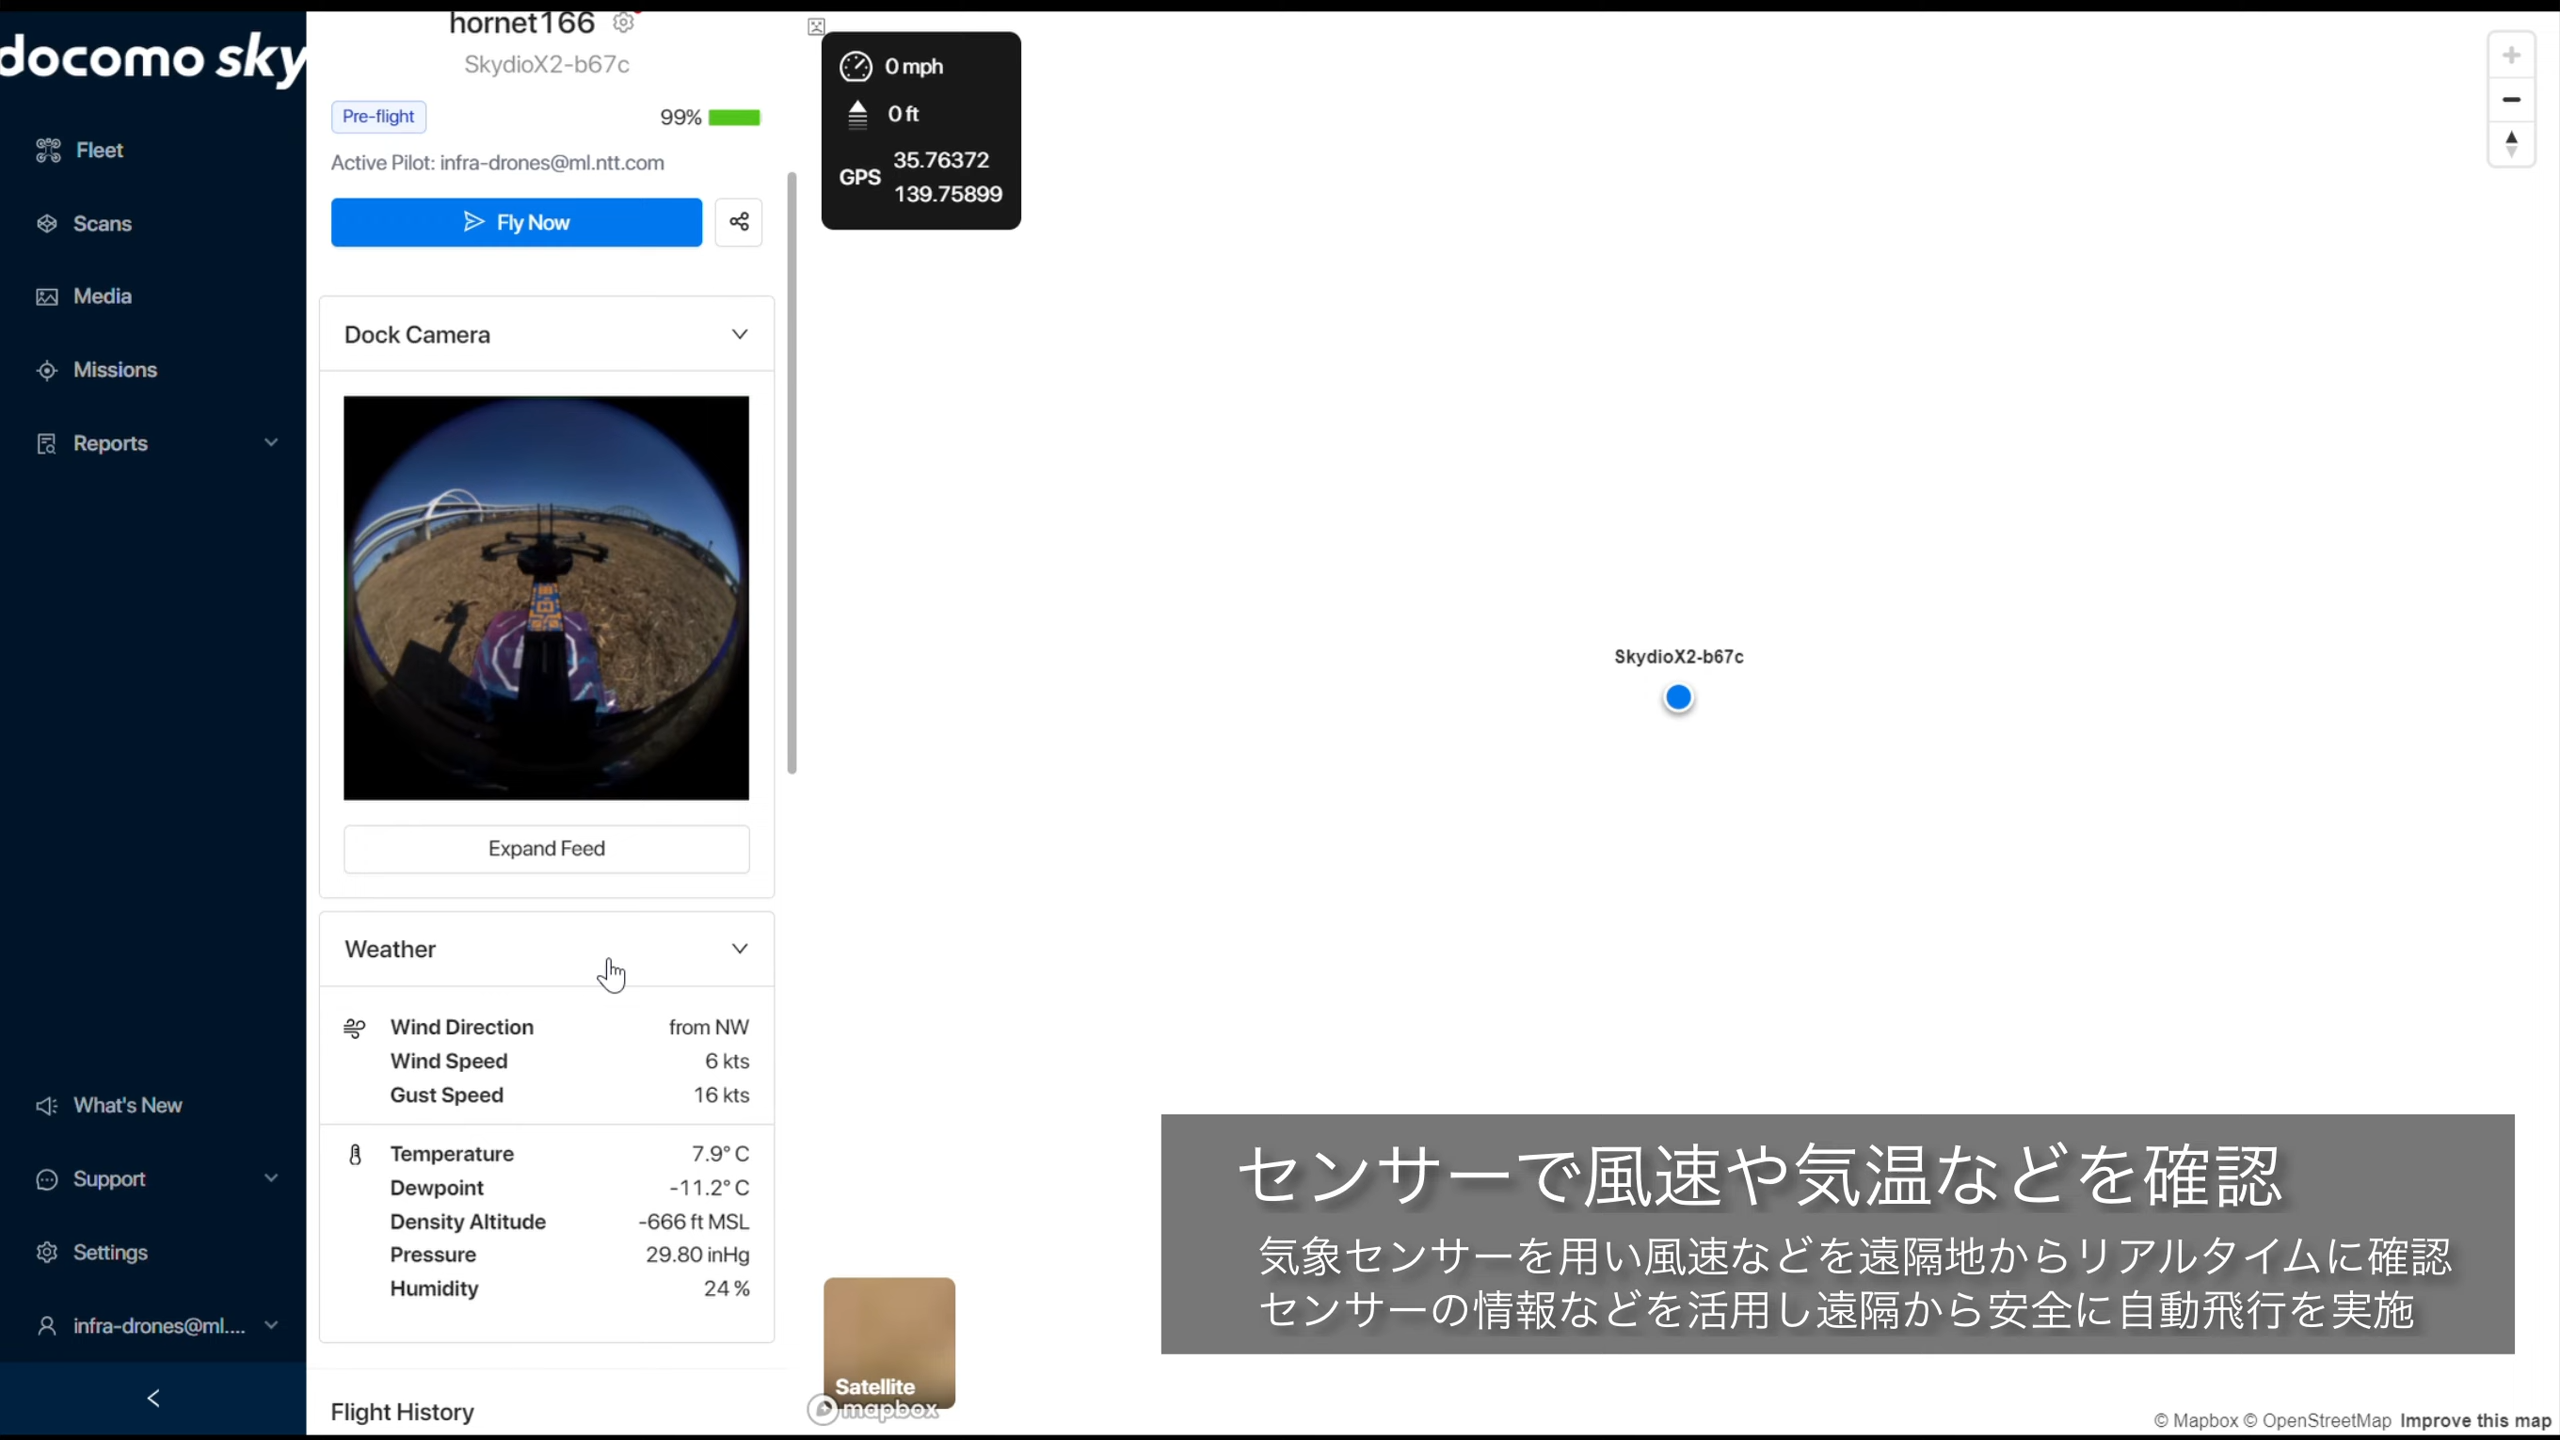 docomo sky
Fleet
Scans
Media
Missions
Reports
What's New
Support
Settings
infra-drones@ml....
hornet166
SkydioX2-b67c
Pre-flight
99%
Active Pilot: infra-drones@ml.ntt.com
Fly Now
Dock Camera
Expand Feed
Weather
Wind Direction from NW
Wind Speed 6 kts
Gust Speed 16 kts
Temperature 7.9° C
Dewpoint -11.2° C
Density Altitude -666 ft MSL
Pressure 29.80 inHg
Humidity 24 %
Flight History
0 mph
0 ft
GPS 35.76372
139.75899
SkydioX2-b67c
センサーで風速や気温などを確認
気象センサーを用い風速などを遠隔地からリアルタイムに確認
センサーの情報などを活用し遠隔から安全に自動飛行を実施
Satellite
mapbox
© Mapbox © OpenStreetMap Improve this map